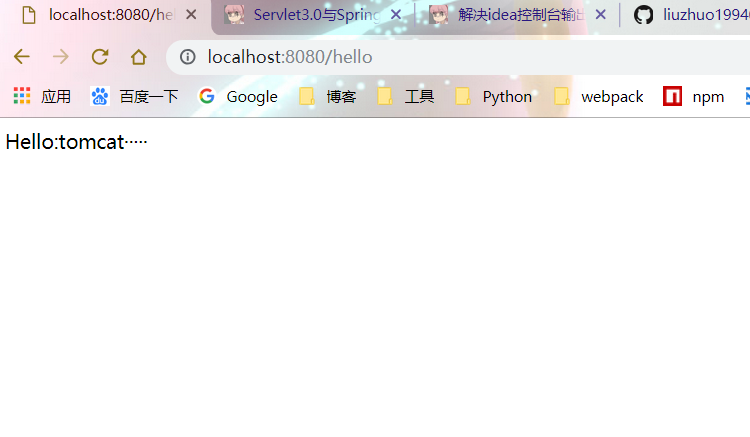 localhost:8080/hel Servlet3.0与Spring 解决idea控制台输出 liuzhuo1994
localhost:8080/hello
应用 百度一下 Google 博客 工具 Python webpack npm
Hello:tomcat·····